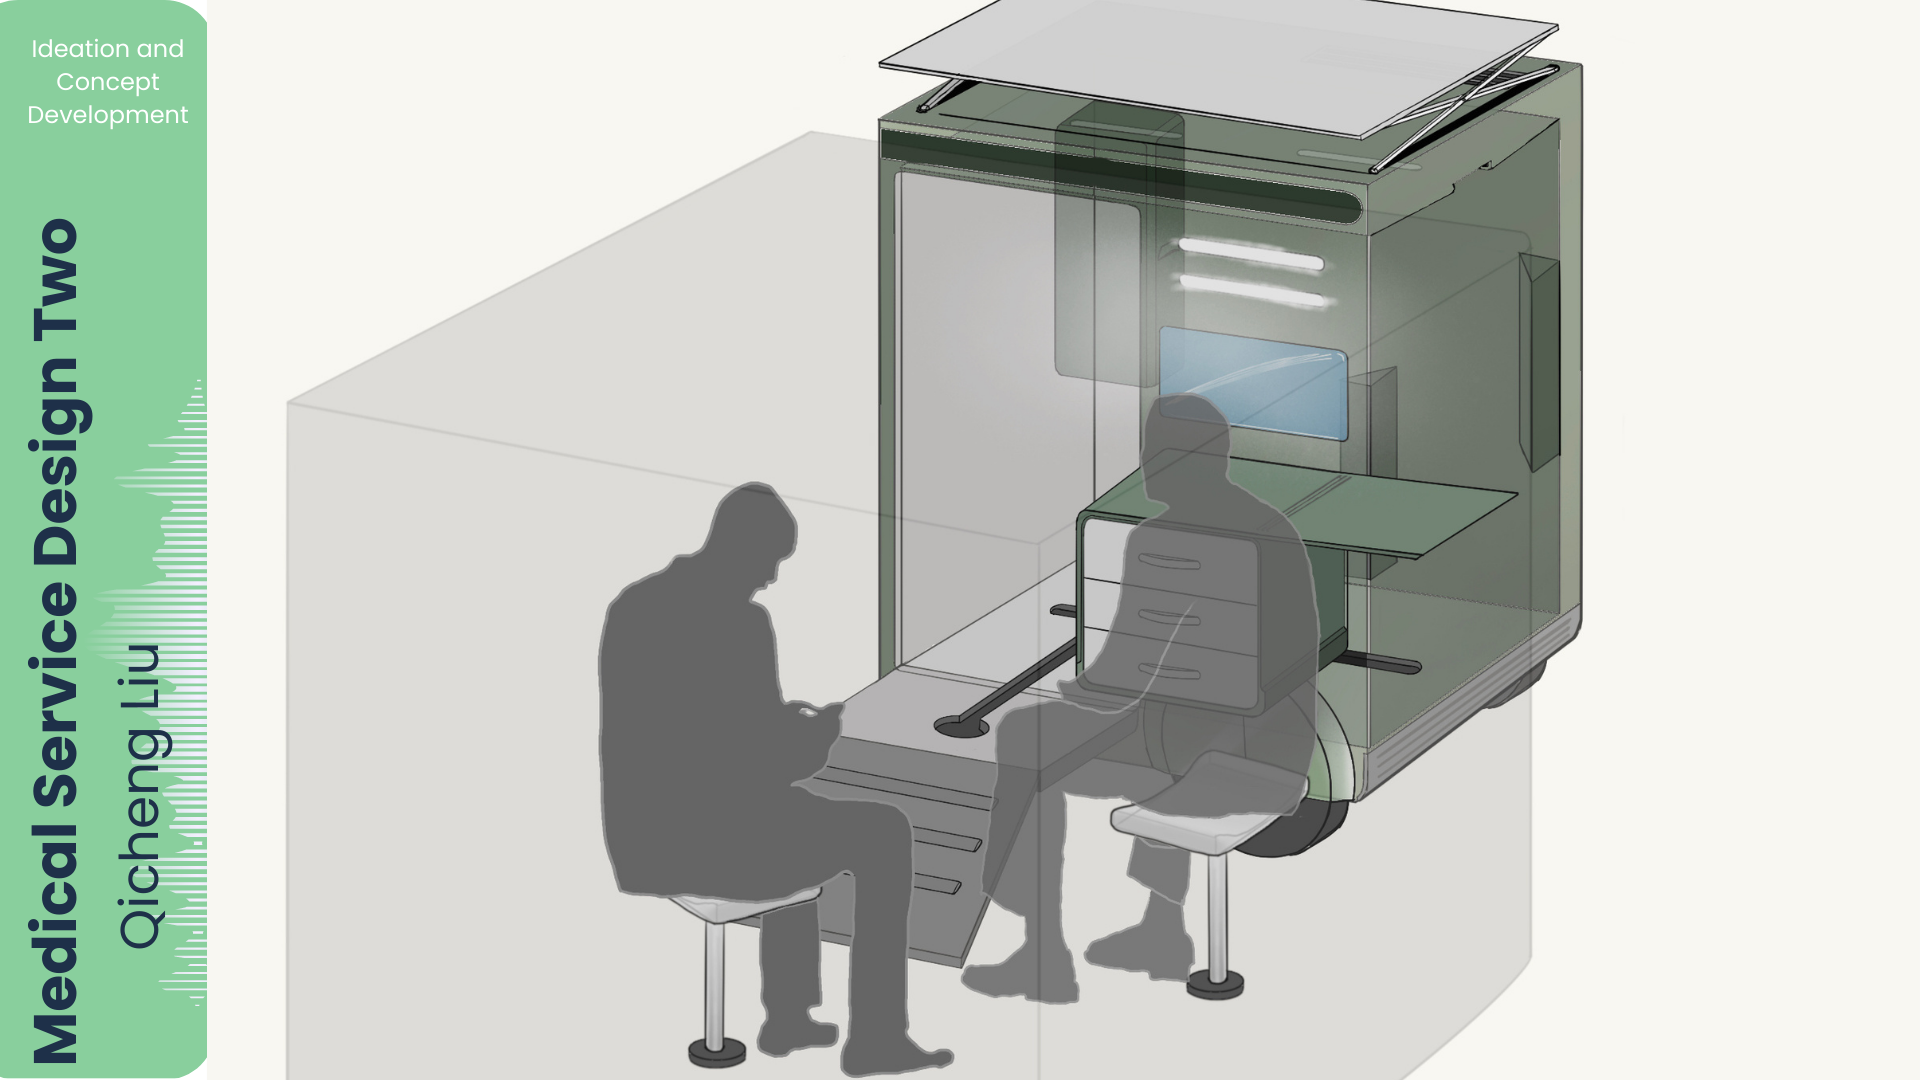 Ideation and
Concept
Development
Medical Service Design Two
Qicheng Liu